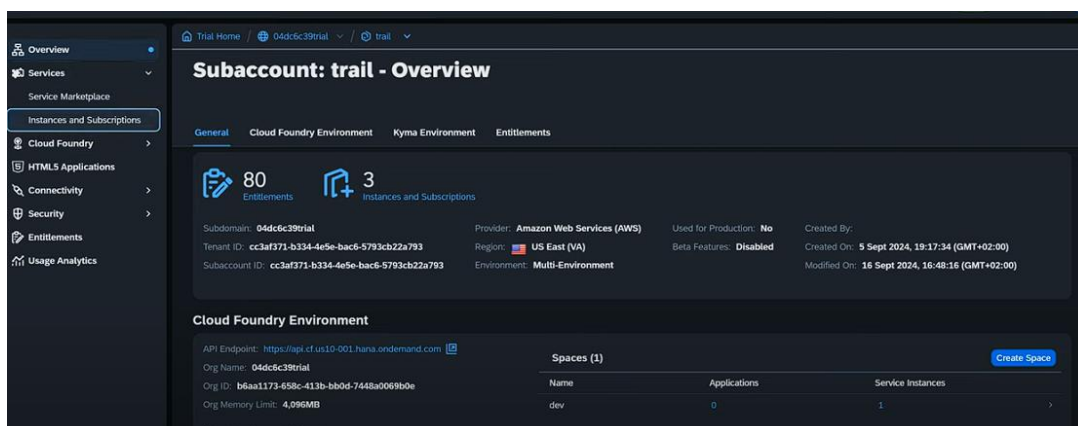 Overview
Services
Service Marketplace
Instances and Subscriptions
Cloud Foundry
HTML5 Applications
Connectivity
Security
Entitlements
Usage Analytics
Trial Home / 04dc6c39trial / trail
Subaccount: trail - Overview
General Cloud Foundry Environment Kyma Environment Entitlements
80 Entitlements
3 Instances and Subscriptions
Subdomain: 04dc6c39trial
Tenant ID: cc3af371-b334-4e5e-bac6-5793cb22a793
Subaccount ID: cc3af371-b334-4e5e-bac6-5793cb22a793
Provider: Amazon Web Services (AWS)
Region: US East (VA)
Environment: Multi-Environment
Used for Production: No
Beta Features: Disabled
Created By:
Created On: 5 Sept 2024, 19:17:34 (GMT+02:00)
Modified On: 16 Sept 2024, 16:48:16 (GMT+02:00)
Cloud Foundry Environment
API Endpoint: https://api.cf.us10-001.hana.ondemand.com
Org Name: 04dc6c39trial
Org ID: b6aa1173-658c-413b-bb0d-7448a0069b0e
Org Memory Limit: 4,096MB
Spaces (1)
Create Space
Name Applications Service Instances
dev 0 1